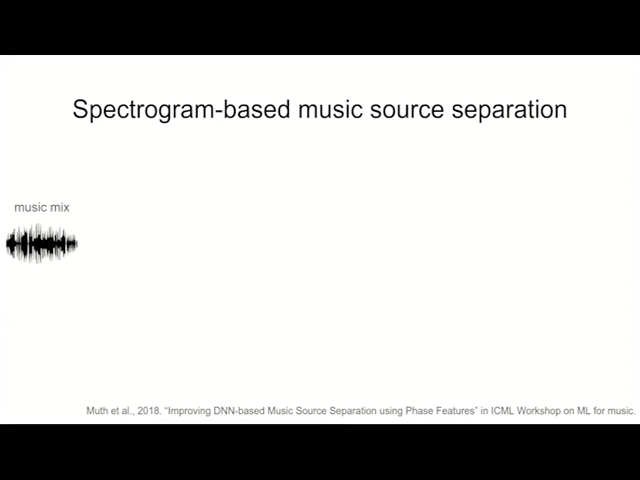 Spectrogram-based music source separation
music mix
Muth et al., 2018. “Improving DNN-based Music Source Separation using Phase Features” in ICML Workshop on ML for music.